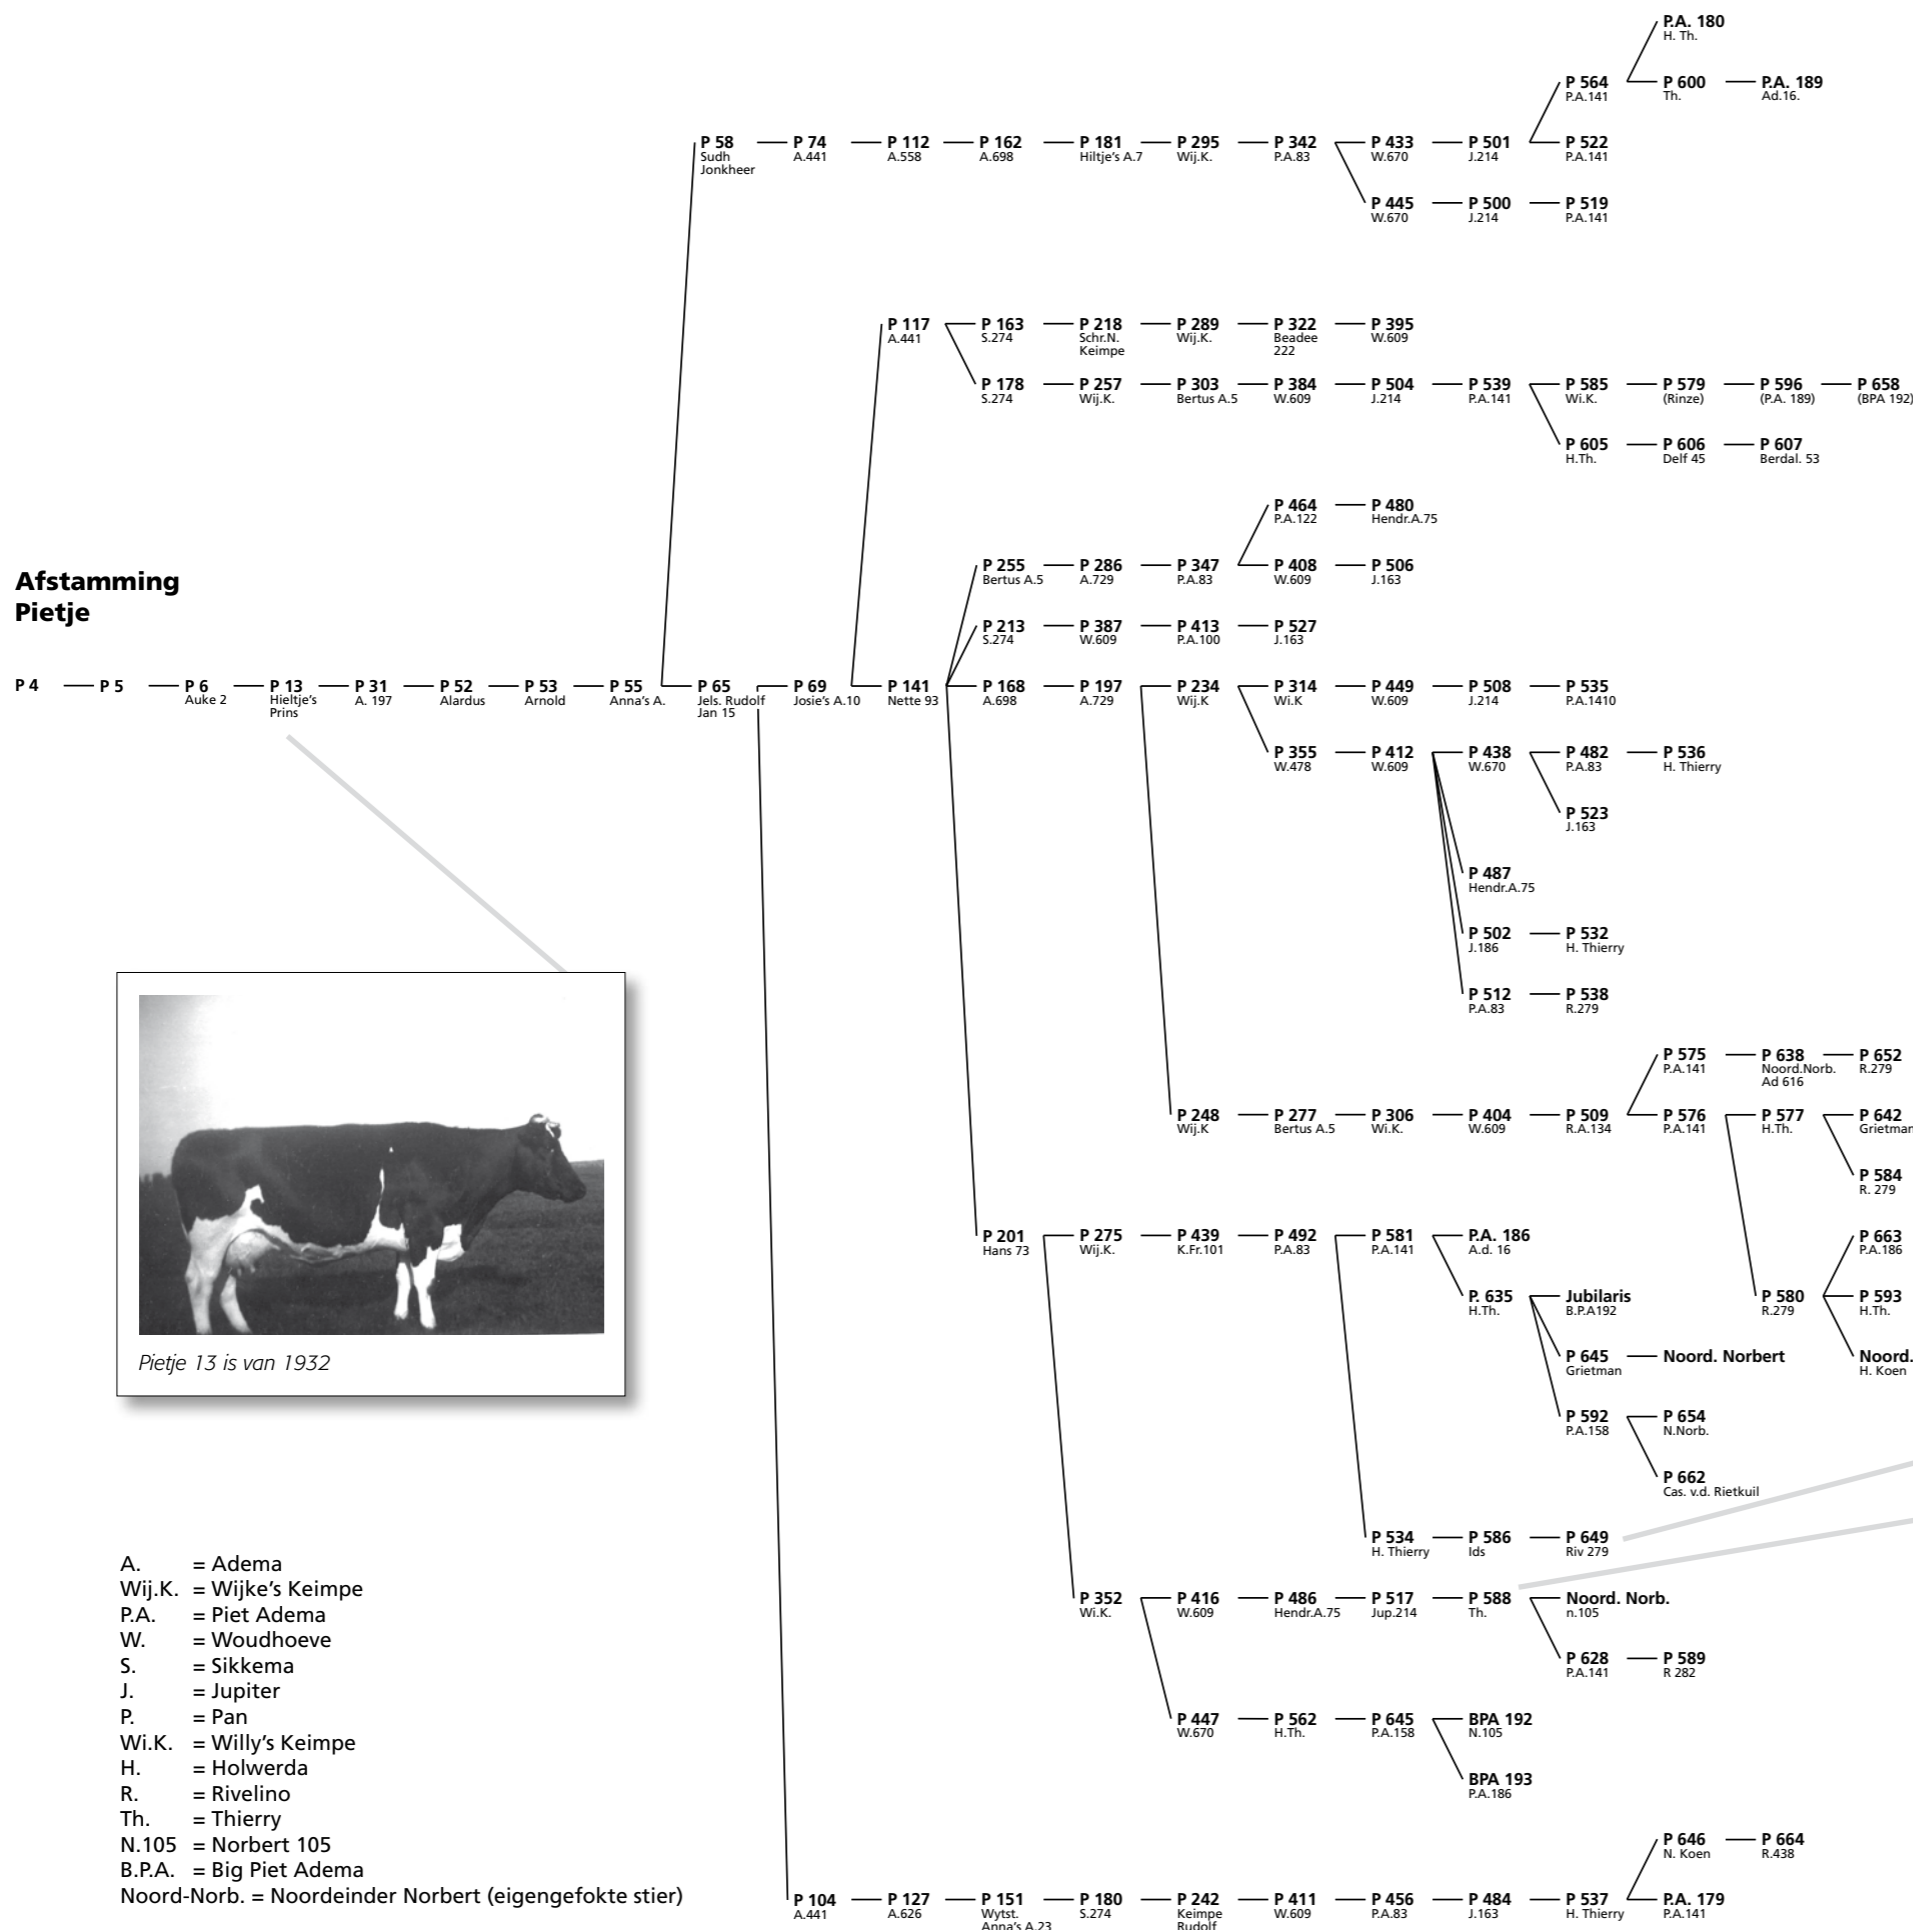 P.A. 180
H. Th.
P 564 P 600 P.A. 189
P.A.141 Th. Ad.16.
P 58 P 74 P 112 P 162 P 181 P 295 P 342 P 433 P 501 P 522
Sudh A.441 A.558 A.698 Hiltje's A.7 Wij.K. P.A.83 W.670 J.214 P.A.141
Jonkheer
P 445 P 500 P 519
W.670 J.214 P.A.141
P 117 P 163 P 218 P 289 P 322 P 395
A.441 S.274 Schr.N. Wij.K. Beadee W.609
Keimpe 222
P 178 P 257 P 303 P 384 P 504 P 539 P 585 P 579 P 596 P 658
S.274 Wij.K. Bertus A.5 W.609 J.214 P.A.141 Wi.K. (Rinze) (P.A. 189) (BPA 192)
P 605 P 606 P 607
H.Th. Delf 45 Berdal. 53
P 464 P 480
P.A.122 Hendr.A.75
P 255 P 286 P 347 P 408 P 506
Bertus A.5 A.729 P.A.83 W.609 J.163
Afstamming
Pietje
P 213 P 387 P 413 P 527
S.274 W.609 P.A.100 J.163
P 4 P 5 P 6 P 13 P 31 P 52 P 53 P 55 P 65 P 69 P 141 P 168 P 197 P 234 P 314 P 449 P 508 P 535
Auke 2 Hieltje's A. 197 Alardus Arnold Anna's A. Jels. Rudolf Josie's A.10 Nette 93 A.698 A.729 Wij.K Wi.K W.609 J.214 P.A.1410
Prins Jan 15
P 355 P 412 P 438 P 482 P 536
W.478 W.609 W.670 P.A.83 H. Thierry
P 523
J.163
P 487
Hendr.A.75
P 502 P 532
J.186 H. Thierry
P 512 P 538
P.A.83 R.279
P 575 P 638 P 652
P.A.141 Noord.Norb. R.279
Ad 616
P 248 P 277 P 306 P 404 P 509 P 576 P 577 P 642
Wij.K Bertus A.5 Wi.K. W.609 R.A.134 P.A.141 H.Th. Grietman
P 584
R. 279
P 201 P 275 P 439 P 492 P 581 P.A. 186 P 663
Hans 73 Wij.K. K.Fr.101 P.A.83 P.A.141 A.d. 16 P.A.186
P. 635 Jubilaris P 580 P 593
H.Th. B.P.A192 R.279 H.Th.
P 645 Noord. Norbert Noord.
Grietman H. Koen
Pietje 13 is van 1932
P 592 P 654
P.A.158 N.Norb.
P 662
Cas. v.d. Rietkuil
P 534 P 586 P 649
H. Thierry Ids Riv 279
P 352 P 416 P 486 P 517 P 588 Noord. Norb.
Wi.K. W.609 Hendr.A.75 Jup.214 Th. n.105
P 628 P 589
P.A.141 R 282
P 447 P 562 P 645 BPA 192
W.670 H.Th. P.A.158 N.105
BPA 193
P.A.186
P 646 P 664
N. Koen R.438
P 104 P 127 P 151 P 180 P 242 P 411 P 456 P 484 P 537 P.A. 179
A.441 A.626 Wytst. S.274 Keimpe W.609 P.A.83 J.163 H. Thierry P.A.141
Anna's A.23 Rudolf
A. = Adema
Wij.K. = Wijke's Keimpe
P.A. = Piet Adema
W. = Woudhoeve
S. = Sikkema
J. = Jupiter
P. = Pan
Wi.K. = Willy's Keimpe
H. = Holwerda
R. = Rivelino
Th. = Thierry
N.105 = Norbert 105
B.P.A. = Big Piet Adema
Noord-Norb. = Noordeinder Norbert (eigengefokte stier)